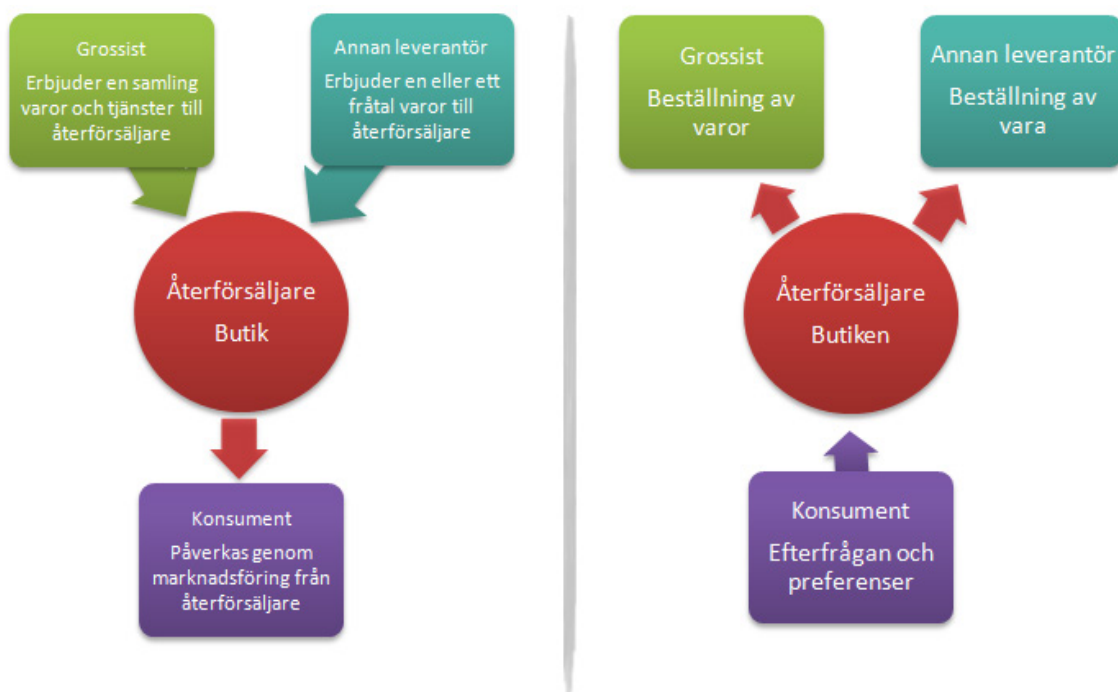 Grossist
Erbjuder en samling
varor och tjänster till
återförsäljare
Annan leverantör
Erbjuder en eller ett
fråtal varor till
återförsäljare
Återförsäljare
Butik
Konsument
Påverkas genom
marknadsföring från
återförsäljare
Grossist
Beställning av
varor
Annan leverantör
Beställning av
vara
Återförsäljare
Butiken
Konsument
Efterfrågan och
preferenser